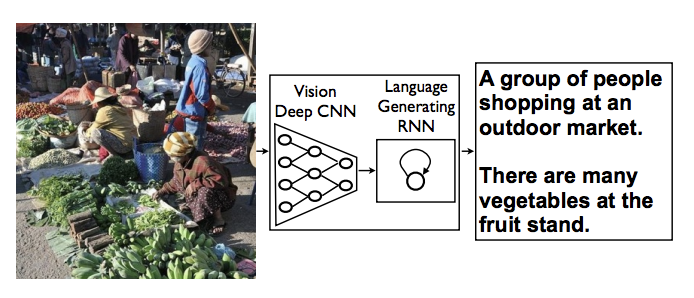 Vision
Deep CNN
Language
Generating
RNN
A group of people
shopping at an
outdoor market.
There are many
vegetables at the
fruit stand.